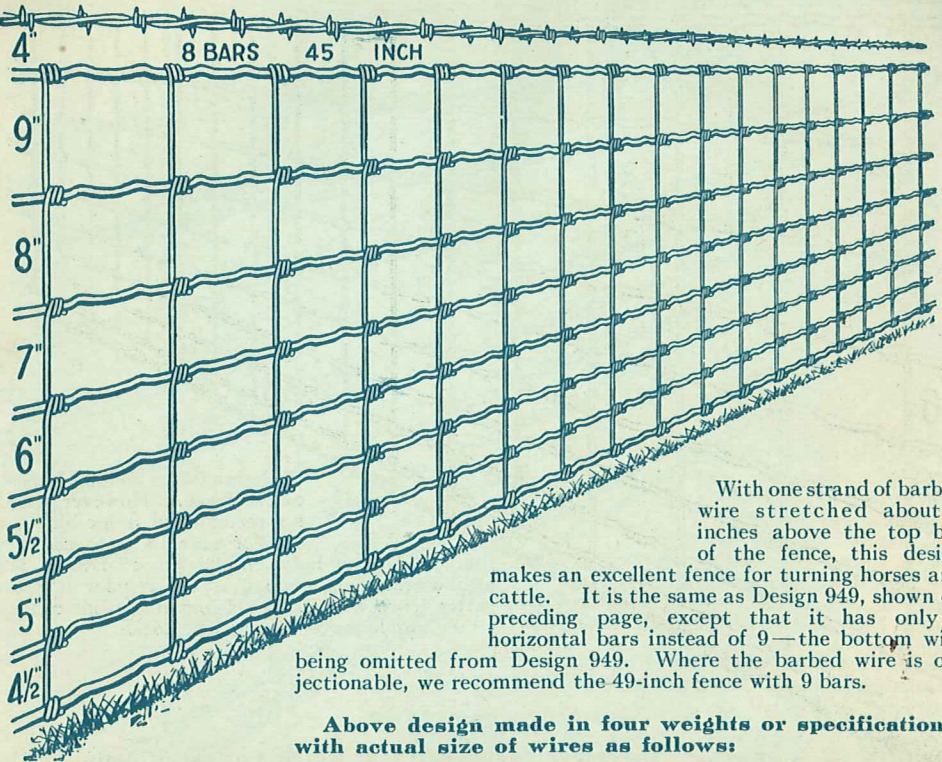 4"
8 BARS 45 INCH
9"
8"
7"
6"
5½"
5"
4½"
With one strand of barb
wire stretched about
inches above the top b
of the fence, this desi
makes an excellent fence for turning horses a
cattle. It is the same as Design 949, shown
preceding page, except that it has only
horizontal bars instead of 9—the bottom wi
being omitted from Design 949. Where the barbed wire is o
jectionable, we recommend the 49-inch fence with 9 bars.
Above design made in four weights or specification
with actual size of wires as follows: